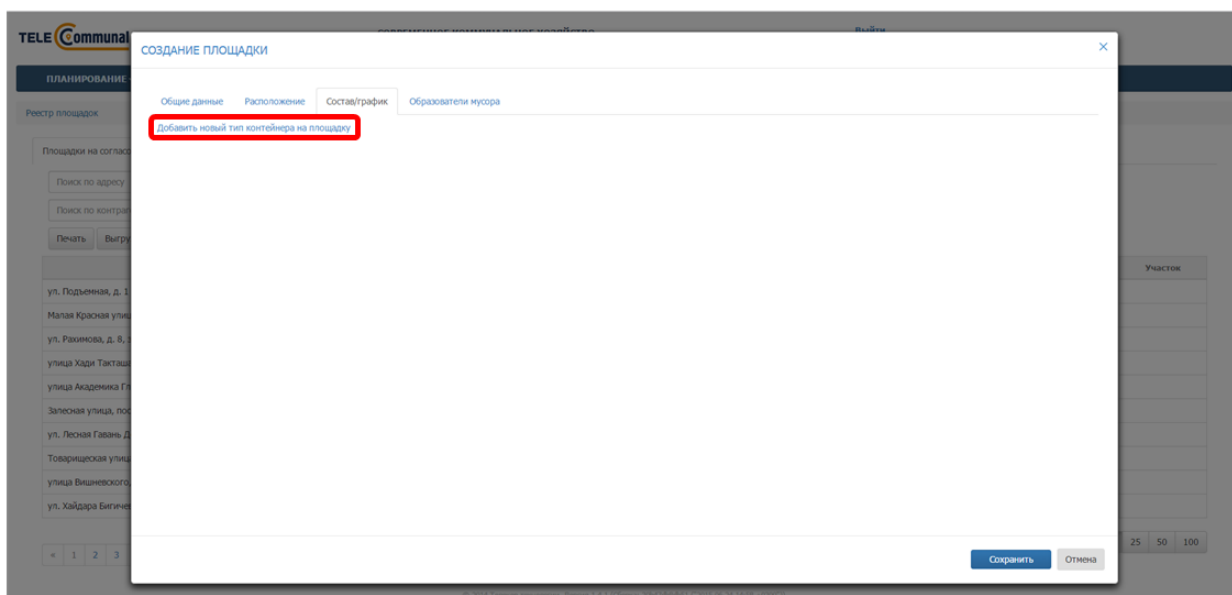 TELE Communal
Выйти
СОЗДАНИЕ ПЛОЩАДКИ
×
ПЛАНИРОВАНИЕ
Общие данные Расположение Состав/график Образователи мусора
Реестр площадок
Добавить новый тип контейнера на площадку
Площадки на соглас
Поиск по адресу
Поиск по контраг
Печать Выгру
Участок
ул. Подъемная, д. 1
Малая Красная улиц
ул. Рахимова, д. 8,
улица Хади Такташ
улица Академика Гл
Залесная улица, пос
ул. Лесная Гавань Д
Товарищеская улиц
улица Вишневского,
ул. Хайдара Бигиче
« 1 2 3
25 50 100
Сохранить Отмена